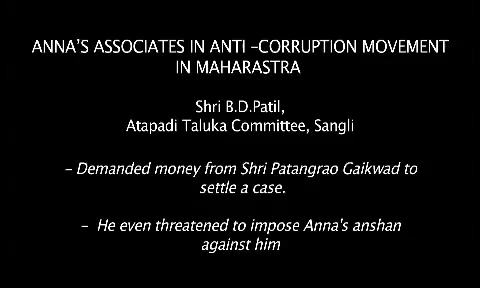 ANNA'S ASSOCIATES IN ANTI -CORRUPTION MOVEMENT
IN MAHARASTRA
Shri B.D.Patil,
Atapadi Taluka Committee, Sangli
- Demanded money from Shri Patangrao Gaikwad to
settle a case.
- He even threatened to impose Anna's anshan
against him